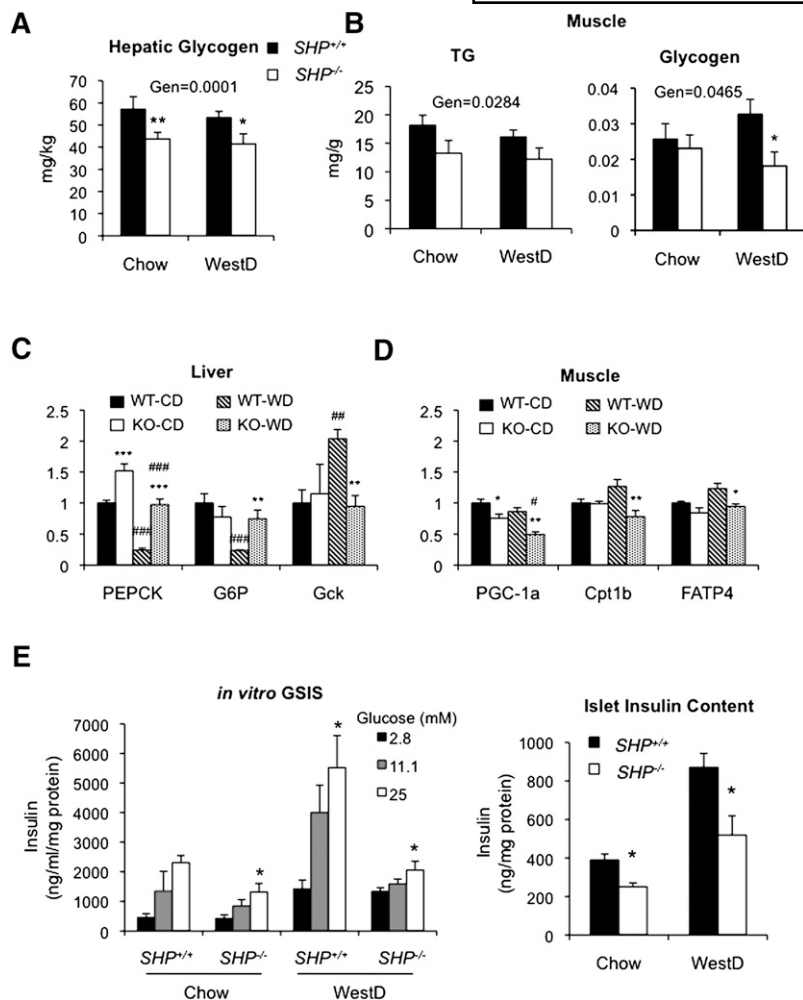 A
Hepatic Glycogen
SHP+/+
SHP-/-
Gen=0.0001
mg/kg
70
60
50
40
30
20
10
0
**
*
Chow
WestD
B
Muscle
TG
Gen=0.0284
mg/g
25
20
15
10
5
0
Chow
WestD
Glycogen
Gen=0.0465
0.04
0.03
0.02
0.01
0
*
Chow
WestD
C
Liver
WT-CD
WT-WD
KO-CD
KO-WD
2.5
2
1.5
1
0.5
0
***
###
###
***
###
**
##
**
PEPCK
G6P
Gck
D
Muscle
WT-CD
WT-WD
KO-CD
KO-WD
2.5
2
1.5
1
0.5
0
*
#
**
**
*
PGC-1a
Cpt1b
FATP4
E
in vitro GSIS
Glucose (mM)
2.8
11.1
25
Insulin
(ng/ml/mg protein)
7000
6000
5000
4000
3000
2000
1000
0
*
*
*
SHP+/+
SHP-/-
SHP+/+
SHP-/-
Chow
WestD
Islet Insulin Content
SHP+/+
SHP-/-
Insulin
(ng/mg protein)
1000
800
600
400
200
0
*
*
Chow
WestD